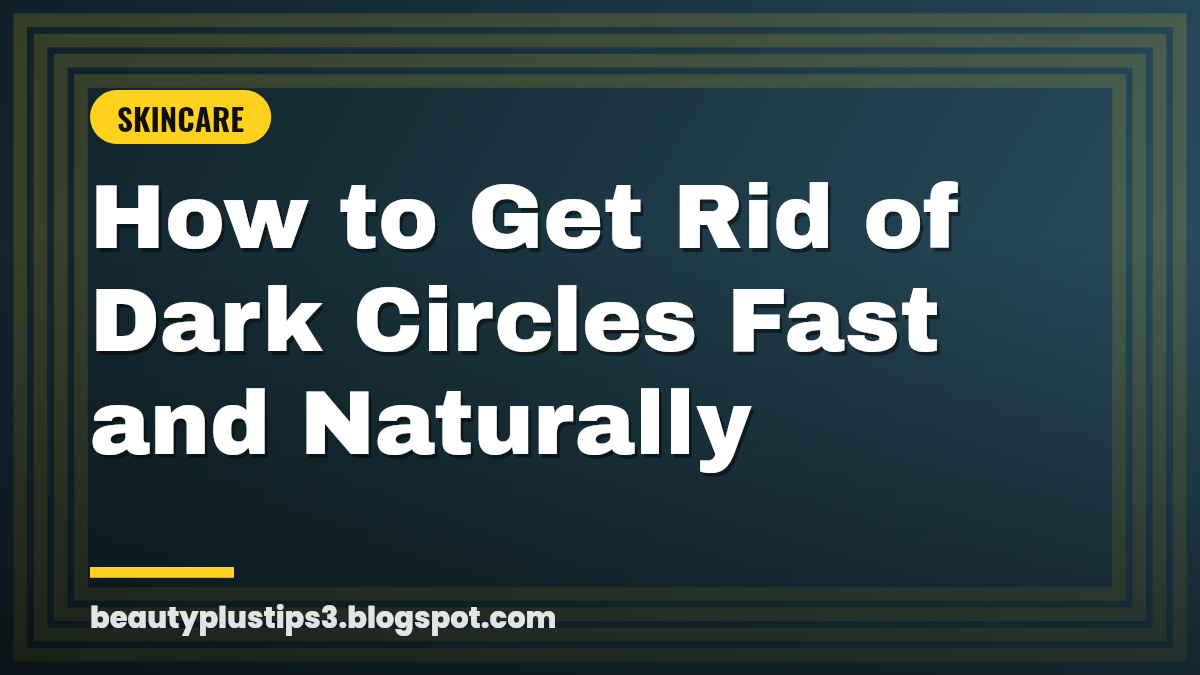 SKINCARE
How to Get Rid of
Dark Circles Fast
and Naturally
beautyplustips3.blogspot.com